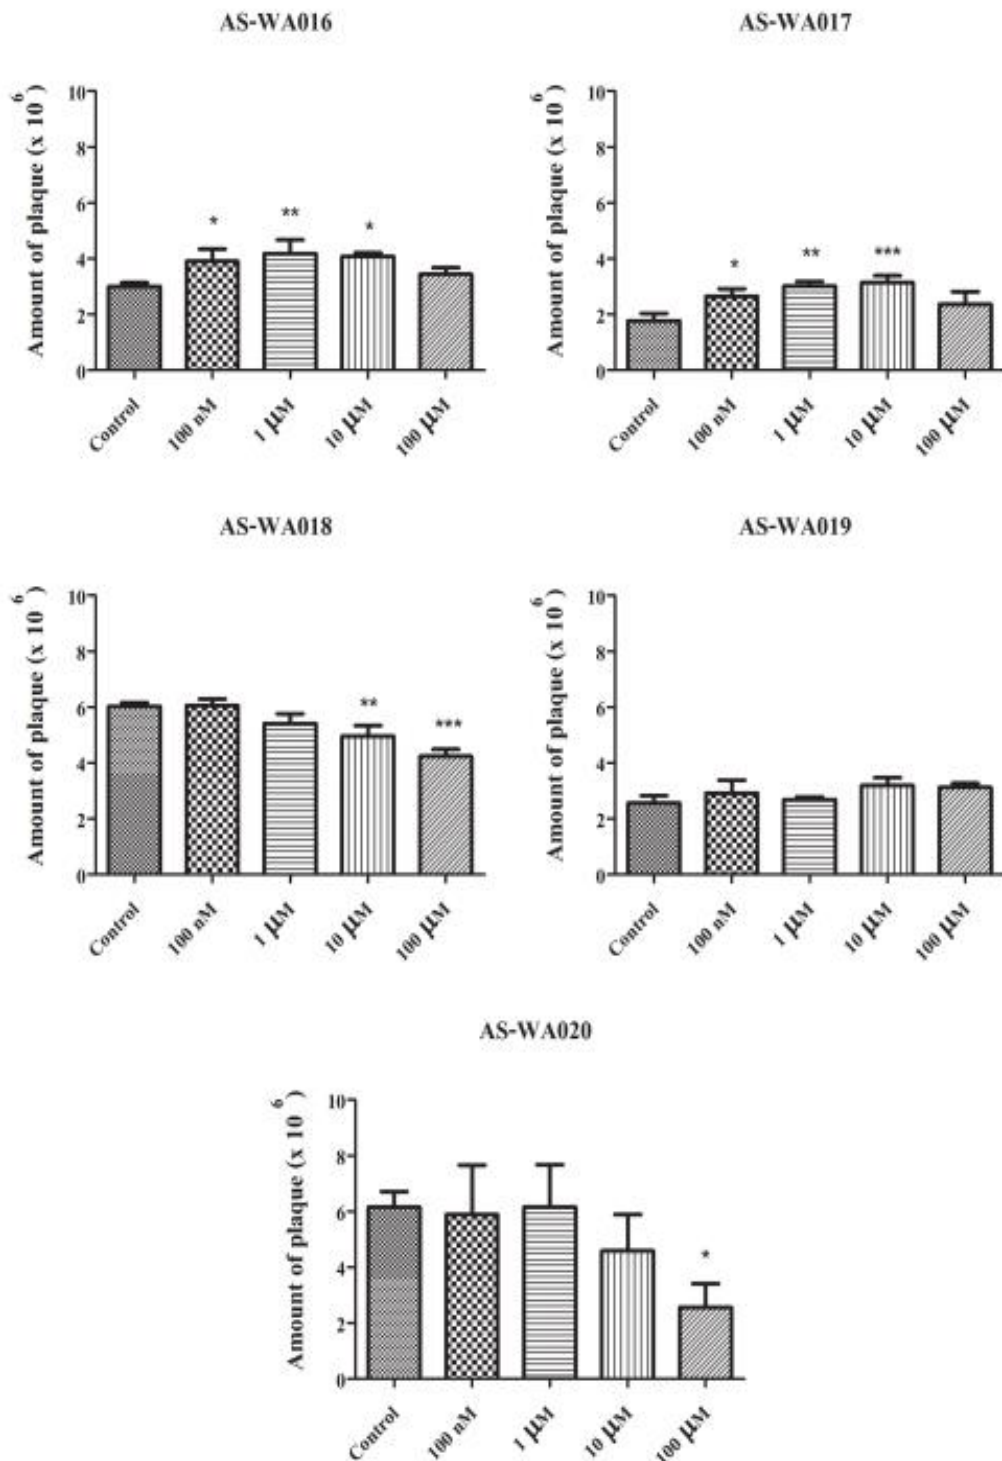 AS-WA016
Amount of plaque (x 10⁶)
10
8
6
4
2
0
*
**
*
Control
100 nM
1 μM
10 μM
100 μM
AS-WA017
Amount of plaque (x 10⁶)
10
8
6
4
2
0
*
**
***
Control
100 nM
1 μM
10 μM
100 μM
AS-WA018
Amount of plaque (x 10⁶)
10
8
6
4
2
0
**
***
Control
100 nM
1 μM
10 μM
100 μM
AS-WA019
Amount of plaque (x 10⁶)
10
8
6
4
2
0
Control
100 nM
1 μM
10 μM
100 μM
AS-WA020
Amount of plaque (x 10⁶)
10
8
6
4
2
0
*
Control
100 nM
1 μM
10 μM
100 μM